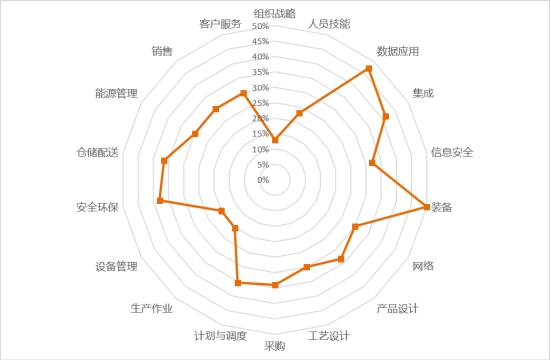 组织战略
人员技能
数据应用
集成
信息安全
装备
网络
产品设计
工艺设计
采购
计划与调度
生产作业
设备管理
安全环保
仓储配送
能源管理
销售
客户服务
50%
45%
40%
35%
30%
25%
20%
15%
10%
5%
0%